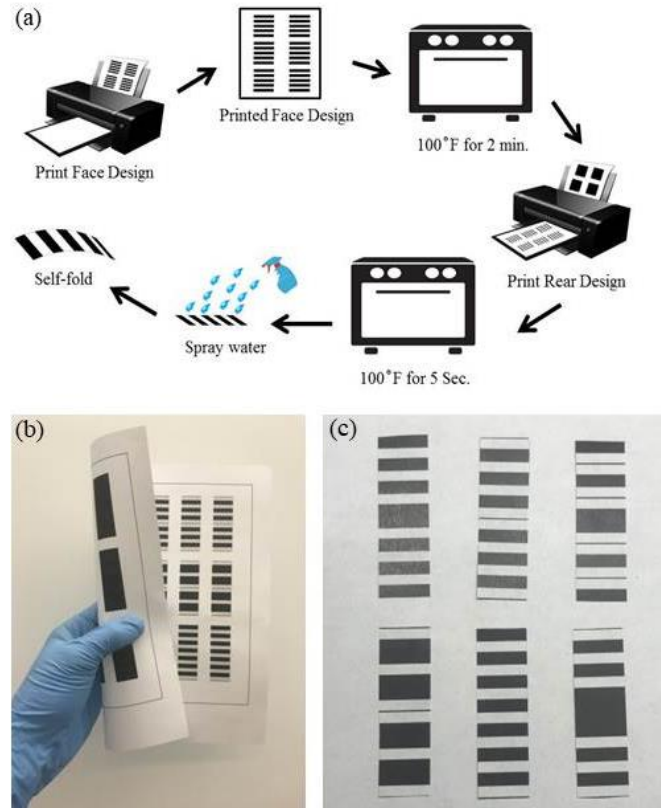 (a)
Print Face Design
Printed Face Design
100°F for 2 min.
Print Rear Design
100°F for 5 Sec.
Spray water
Self-fold
(b)
(c)